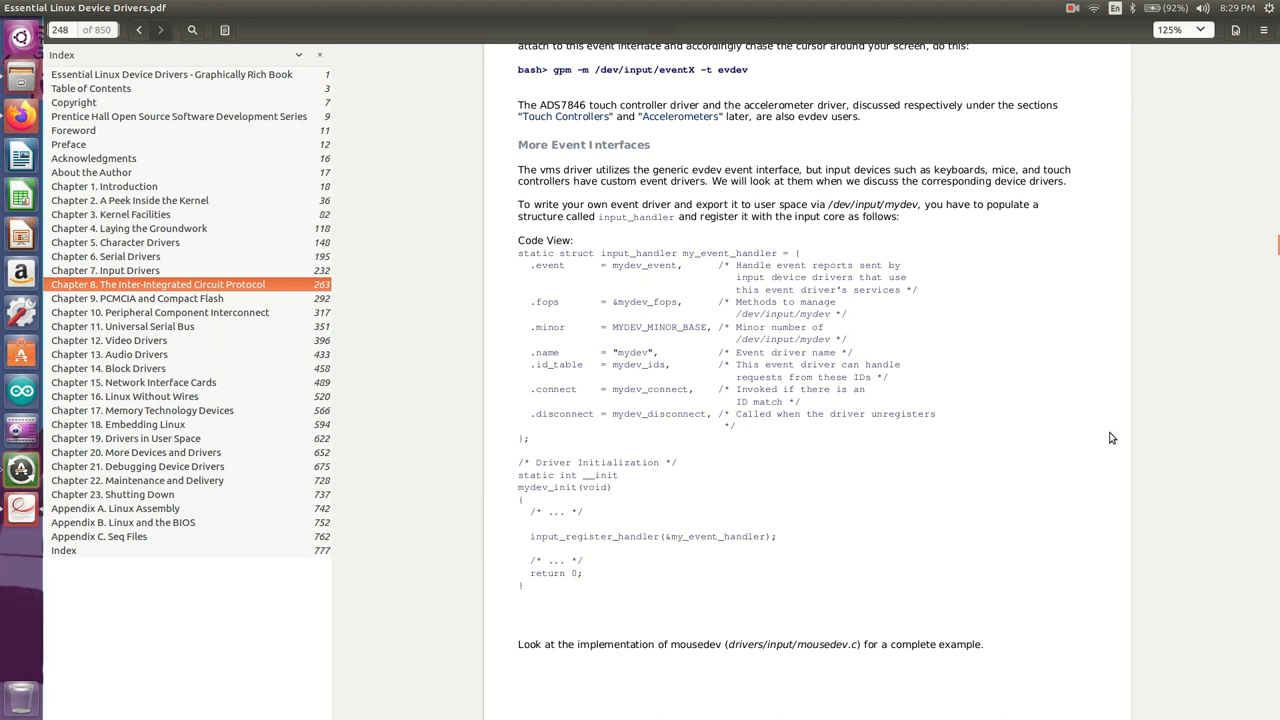 Essential Linux Device Drivers.pdf
En (92%) 8:29 PM
248 of 850
125%
Index
Essential Linux Device Drivers - Graphically Rich Book 1
Table of Contents 3
Copyright 7
Prentice Hall Open Source Software Development Series 9
Foreword 11
Preface 12
Acknowledgments 16
About the Author 17
Chapter 1. Introduction 18
Chapter 2. A Peek Inside the Kernel 36
Chapter 3. Kernel Facilities 82
Chapter 4. Laying the Groundwork 118
Chapter 5. Character Drivers 148
Chapter 6. Serial Drivers 195
Chapter 7. Input Drivers 232
Chapter 8. The Inter-Integrated Circuit Protocol 263
Chapter 9. PCMCIA and Compact Flash 292
Chapter 10. Peripheral Component Interconnect 317
Chapter 11. Universal Serial Bus 351
Chapter 12. Video Drivers 396
Chapter 13. Audio Drivers 433
Chapter 14. Block Drivers 458
Chapter 15. Network Interface Cards 489
Chapter 16. Linux Without Wires 520
Chapter 17. Memory Technology Devices 566
Chapter 18. Embedding Linux 594
Chapter 19. Drivers in User Space 622
Chapter 20. More Devices and Drivers 652
Chapter 21. Debugging Device Drivers 675
Chapter 22. Maintenance and Delivery 728
Chapter 23. Shutting Down 737
Appendix A. Linux Assembly 742
Appendix B. Linux and the BIOS 752
Appendix C. Seq Files 762
Index 777
attach to this event interface and accordingly chase the cursor around your screen, do this:
bash> gpm -m /dev/input/eventX -t evdev
The ADS7846 touch controller driver and the accelerometer driver, discussed respectively under the sections
"Touch Controllers" and "Accelerometers" later, are also evdev users.
More Event Interfaces
The vms driver utilizes the generic evdev event interface, but input devices such as keyboards, mice, and touch
controllers have custom event drivers. We will look at them when we discuss the corresponding device drivers.
To write your own event driver and export it to user space via /dev/input/mydev, you have to populate a
structure called input_handler and register it with the input core as follows:
Code View:
static struct input_handler my_event_handler = {
.event = mydev_event, /* Handle event reports sent by
input device drivers that use
this event driver's services */
.fops = &mydev_fops, /* Methods to manage
/dev/input/mydev */
.minor = MYDEV_MINOR_BASE, /* Minor number of
/dev/input/mydev */
.name = "mydev", /* Event driver name */
.id_table = mydev_ids, /* This event driver can handle
requests from these IDs */
.connect = mydev_connect, /* Invoked if there is an
ID match */
.disconnect = mydev_disconnect, /* Called when the driver unregisters
*/
};
/* Driver Initialization */
static int __init
mydev_init(void)
{
/* ... */
input_register_handler(&my_event_handler);
/* ... */
return 0;
}
Look at the implementation of mousedev (drivers/input/mousedev.c) for a complete example.